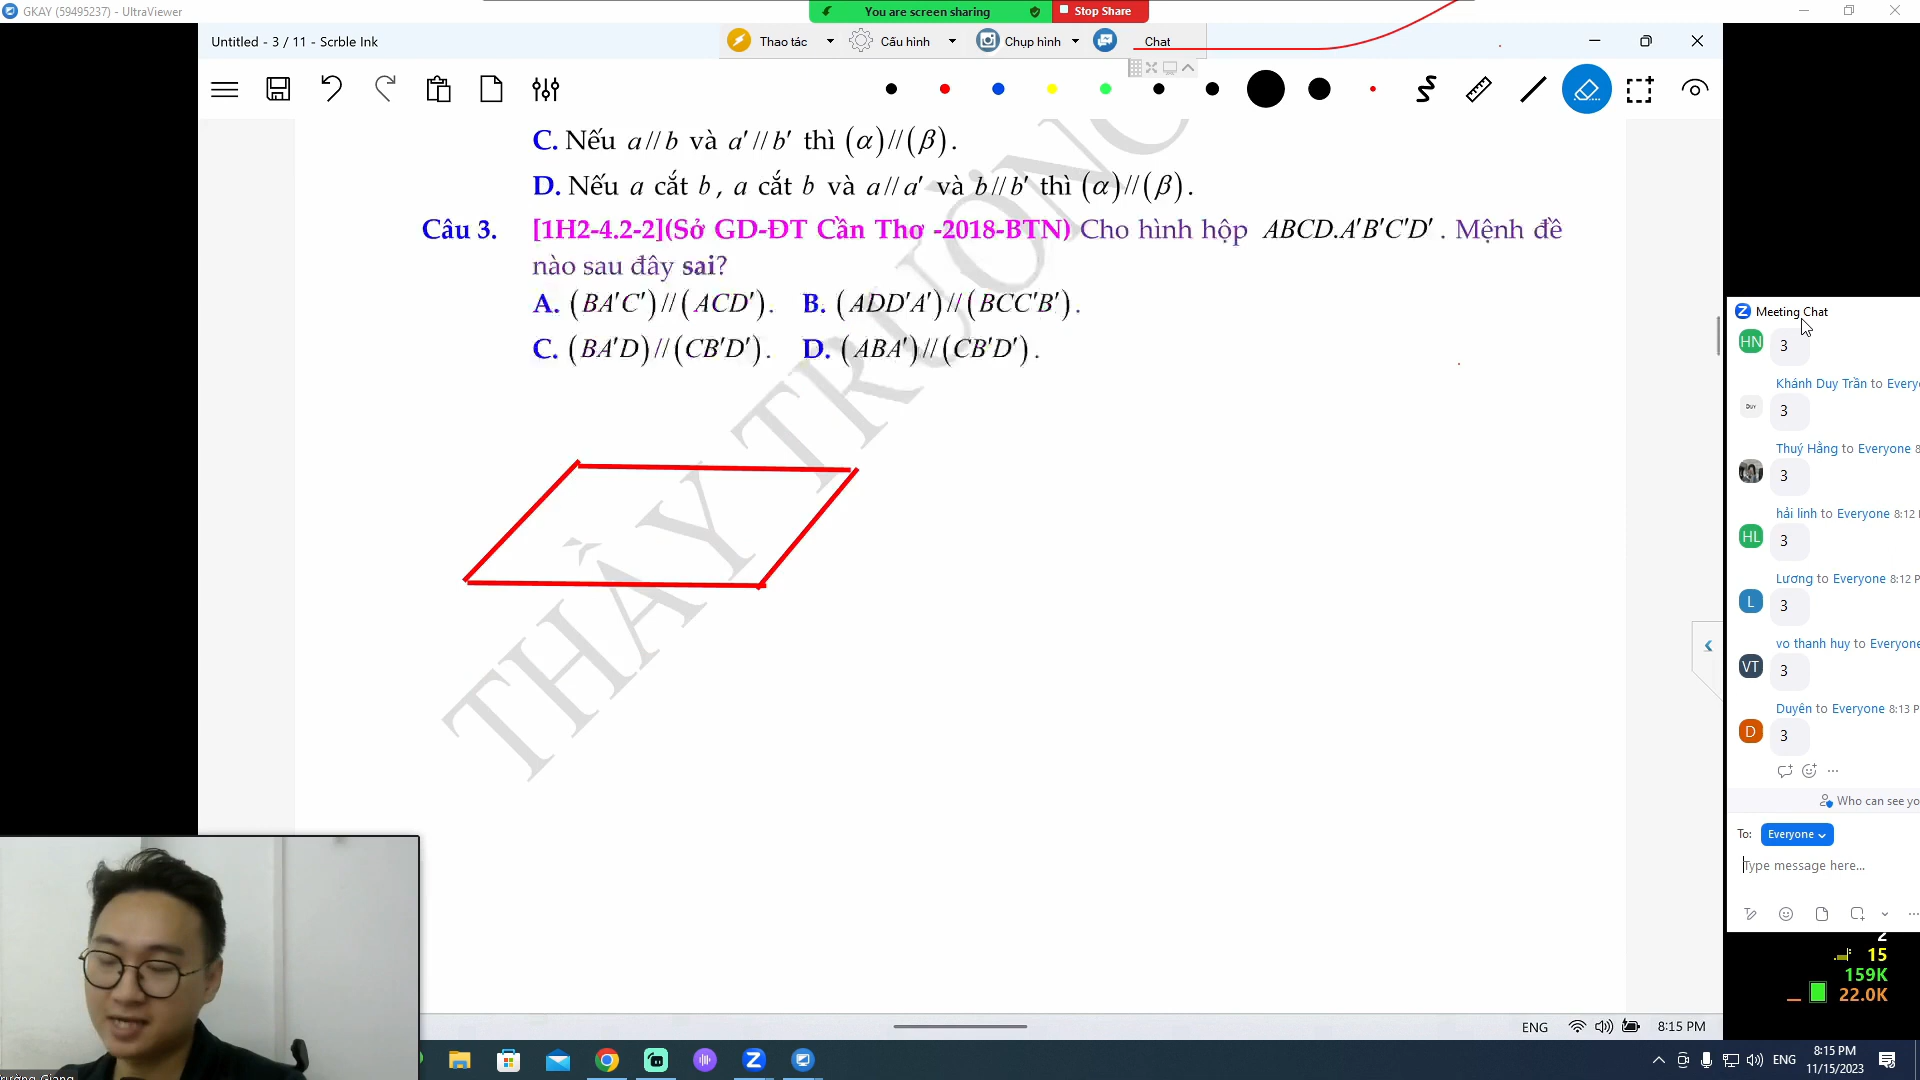 GKAY (59495237) - UltraViewer
You are screen sharing
Stop Share
Untitled - 3 / 11 - Scrble Ink
Thao tác
Cấu hình
Chụp hình
Chat
C. Nếu a//b và a'//b' thì (α)//(β).
D. Nếu a cắt b, a cắt b và a//a' và b//b' thì (α)//(β).
Câu 3. [1H2-4.2-2](Sở GD-ĐT Cần Thơ -2018-BTN) Cho hình hộp ABCD.A'B'C'D'. Mệnh đề
nào sau đây sai?
A. (BA'C')//(ACD'). B. (ADD'A')//(BCC'B').
C. (BA'D)//(CB'D'). D. (ABA')//(CB'D').
THẦY TRƯỜNG
Meeting Chat
HN
3
Khánh Duy Trần to Every
DUY
3
Thuý Hằng to Everyone 8
3
hải linh to Everyone 8:12
HL
3
Lương to Everyone 8:12 P
L
3
vo thanh huy to Everyone
VT
3
Duyên to Everyone 8:13 P
D
3
Who can see yo
To: Everyone
Type message here...
2
15
159K
22.0K
ENG 8:15 PM
ENG
8:15 PM
11/15/2023
Trường Giang